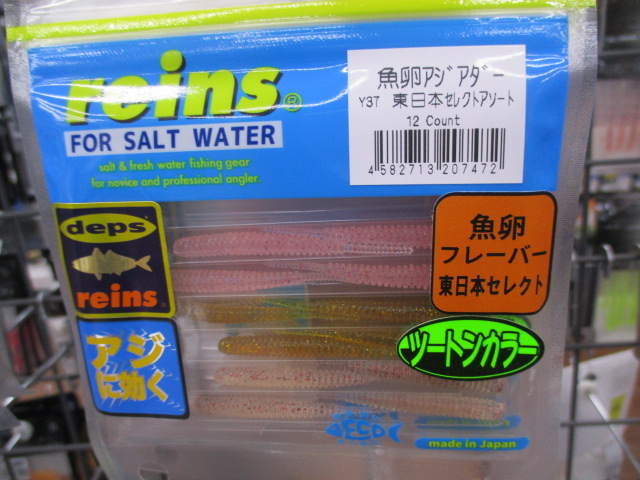 reins®
FOR SALT WATER
salt & fresh water fishing gear
for novice and professional angler.
魚卵アジアダー
Y37 東日本セレクトアソート
12 Count
4 582713 207472
deps
reins
魚卵
フレーバー
東日本セレクト
ツートンカラー
アジ
に効く
made in Japan